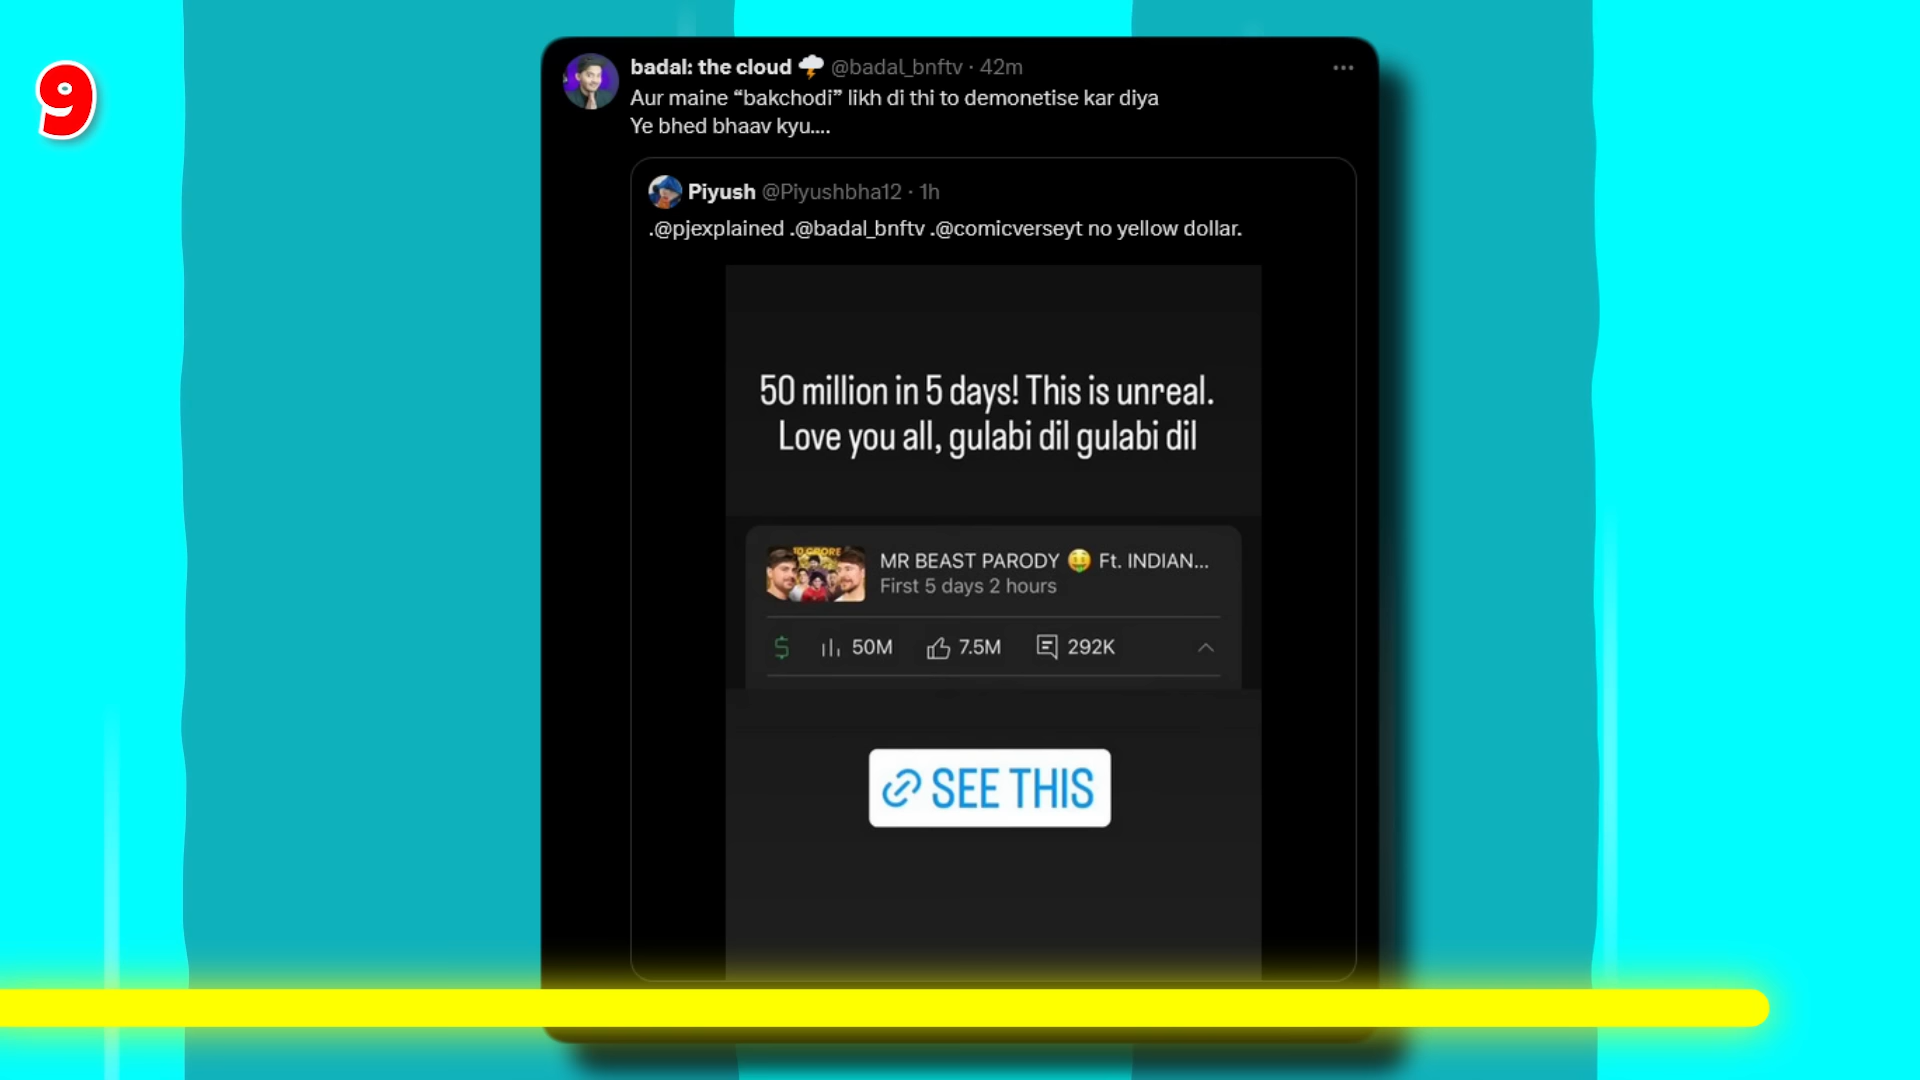 9
badal: the cloud 🌩️ @badal_bnftv · 42m
Aur maine “bakchodi” likh di thi to demonetise kar diya
Ye bhed bhaav kyu....
Piyush @Piyushbha12 · 1h
.@pjexplained .@badal_bnftv .@comicverseyt no yellow dollar.
50 million in 5 days! This is unreal.
Love you all, gulabi dil gulabi dil
10 CRORE
MR BEAST PARODY 🤑 Ft. INDIAN...
First 5 days 2 hours
$ 50M 7.5M 292K
SEE THIS